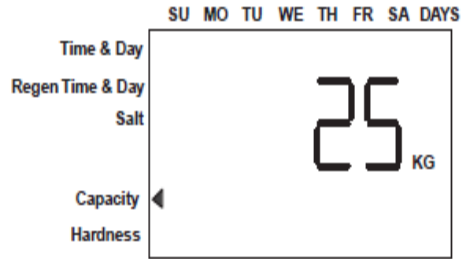 SU MO TU WE TH FR SA DAYS
Time & Day
Regen Time & Day
Salt
25 KG
Capacity
Hardness